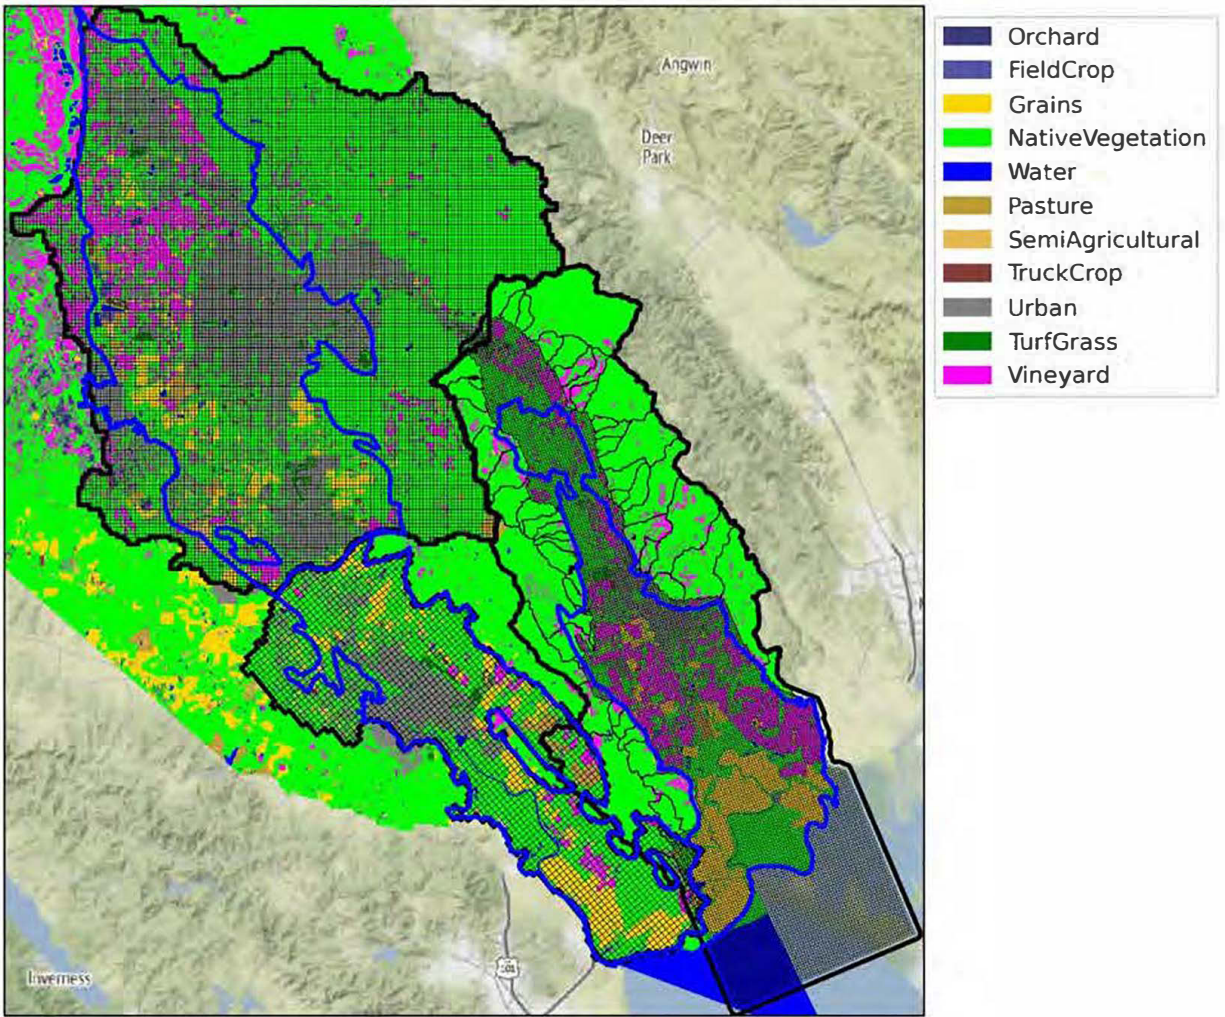 Angwin
Deer
Park
Inverness
101
Orchard
FieldCrop
Grains
NativeVegetation
Water
Pasture
SemiAgricultural
TruckCrop
Urban
TurfGrass
Vineyard